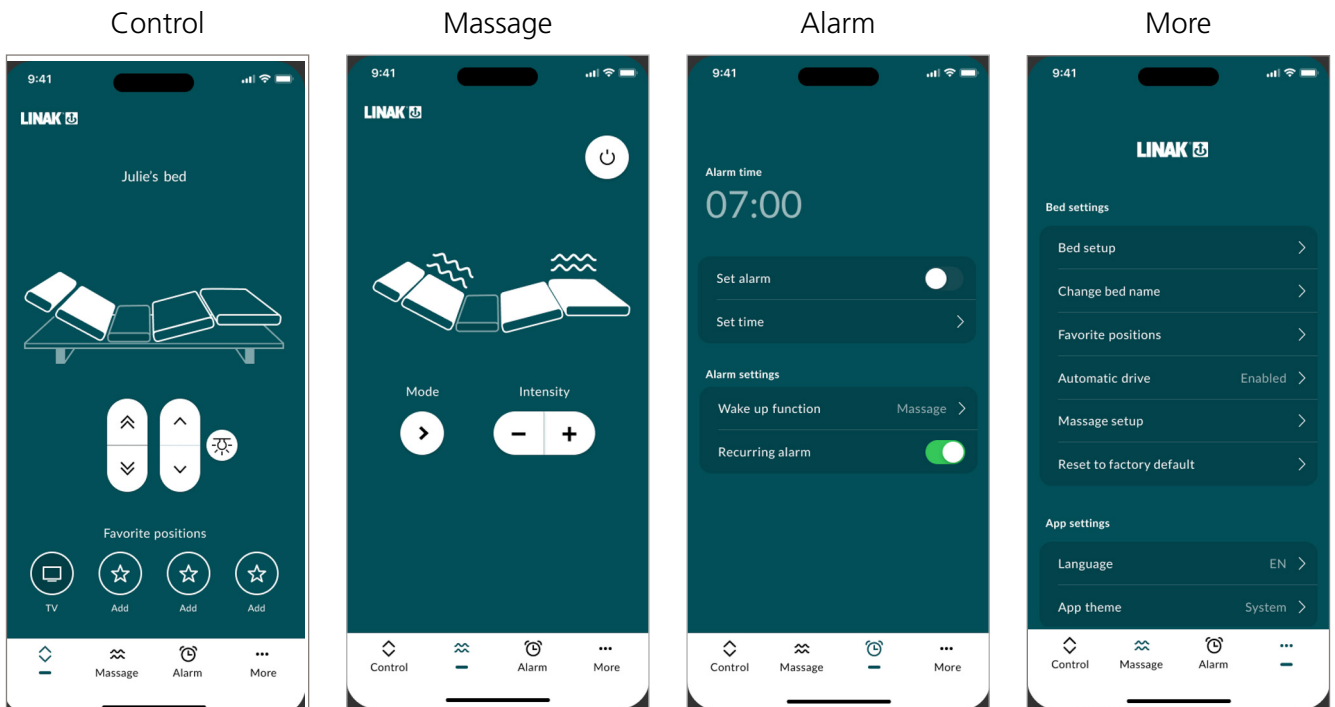 Control
Massage
Alarm
More
9:41
LINAK
Julie's bed
Favorite positions
TV
Add
Add
Add
Massage
Alarm
More
9:41
LINAK
Mode
Intensity
Control
Alarm
More
9:41
Alarm time
07:00
Set alarm
Set time
Alarm settings
Wake up function Massage
Recurring alarm
Control
Massage
More
9:41
LINAK
Bed settings
Bed setup
Change bed name
Favorite positions
Automatic drive Enabled
Massage setup
Reset to factory default
App settings
Language EN
App theme System
Control
Massage
Alarm